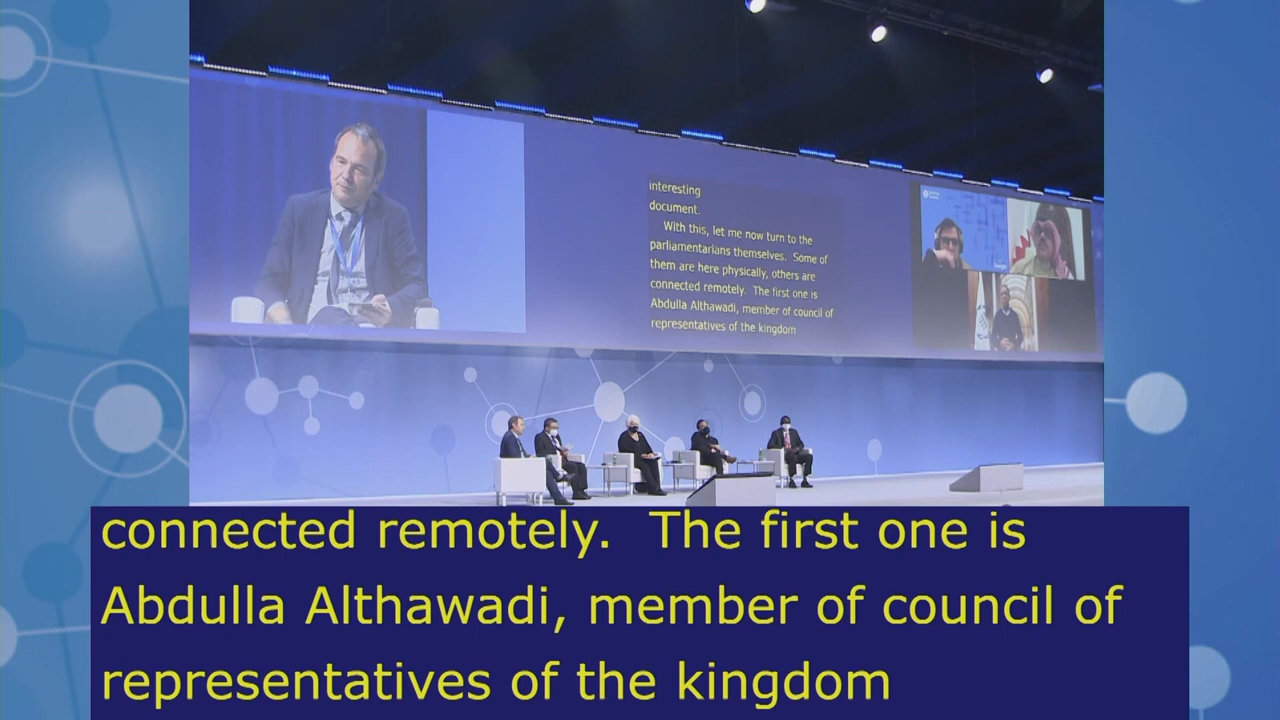 interesting
document.
With this, let me now turn to the
parliamentarians themselves. Some of
them are here physically, others are
connected remotely. The first one is
Abdulla Althawadi, member of council of
representatives of the kingdom
connected remotely. The first one is
Abdulla Althawadi, member of council of
representatives of the kingdom